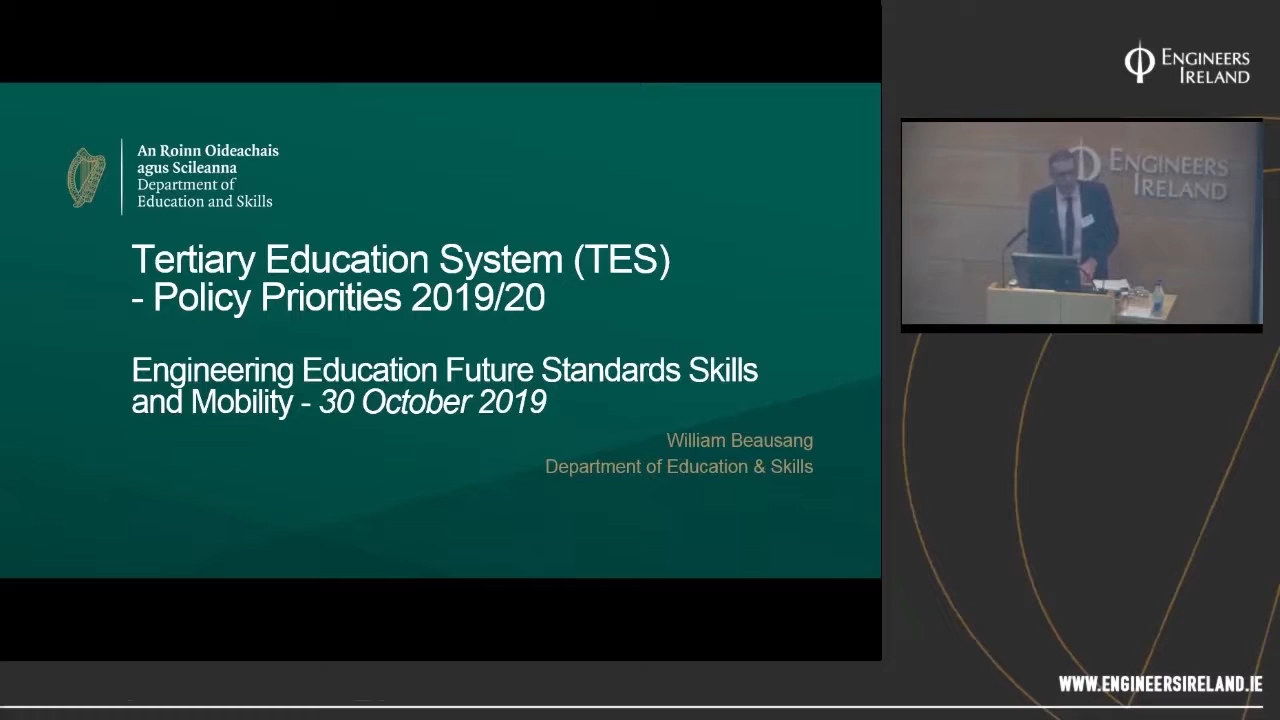 An Roinn Oideachais
agus Scileanna
Department of
Education and Skills
Tertiary Education System (TES)
- Policy Priorities 2019/20
Engineering Education Future Standards Skills
and Mobility - 30 October 2019
William Beausang
Department of Education & Skills
ENGINEERS
IRELAND
ENGINEERS
IRELAND
WWW.ENGINEERSIRELAND.IE